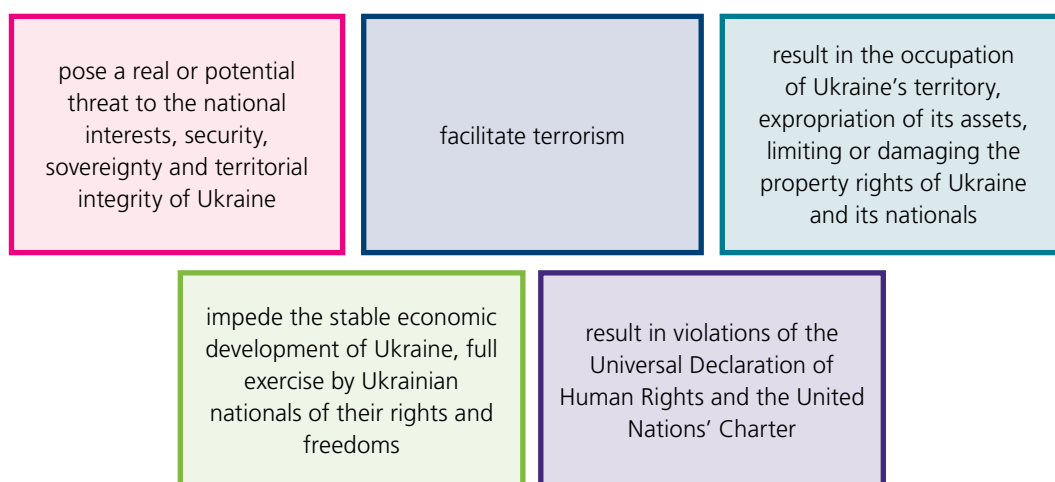 pose a real or potential
threat to the national
interests, security,
sovereignty and territorial
integrity of Ukraine
facilitate terrorism
result in the occupation
of Ukraine’s territory,
expropriation of its assets,
limiting or damaging the
property rights of Ukraine
and its nationals
impede the stable economic
development of Ukraine, full
exercise by Ukrainian
nationals of their rights and
freedoms
result in violations of the
Universal Declaration of
Human Rights and the United
Nations’ Charter